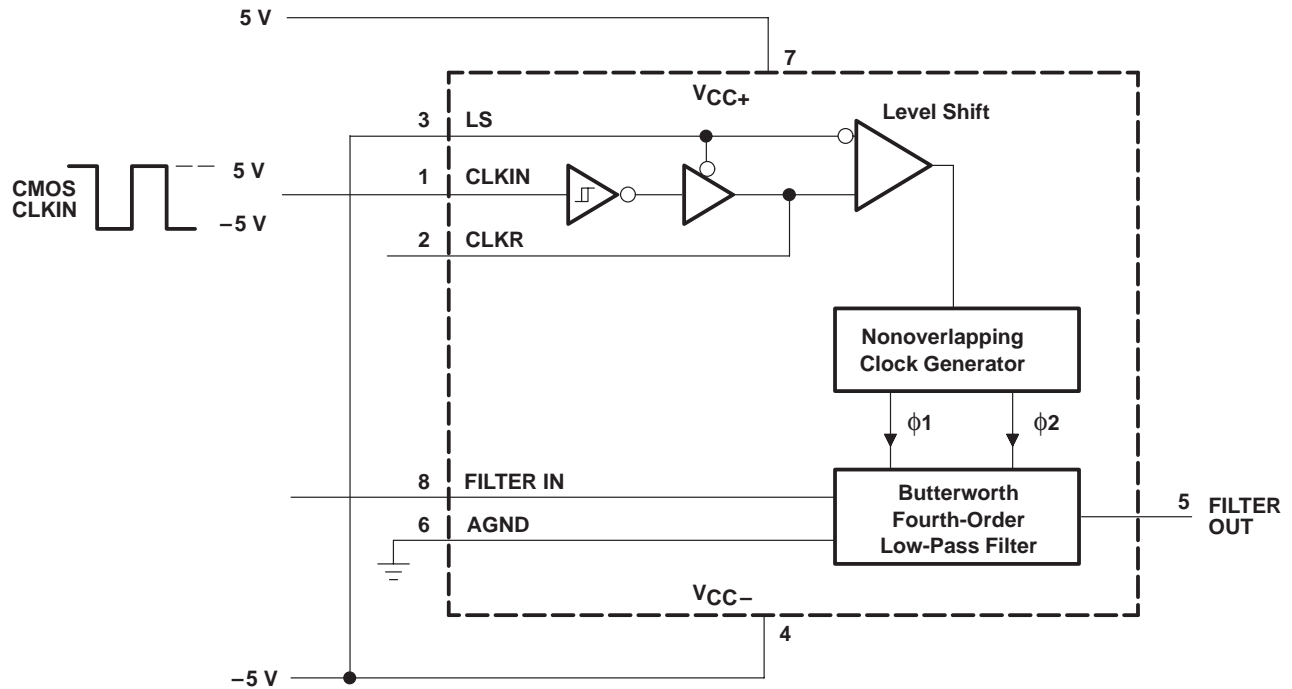 5 V
7
VCC+
Level Shift
3 LS
CMOS
CLKIN
5 V
–5 V
1 CLKIN
2 CLKR
Nonoverlapping
Clock Generator
ϕ1 ϕ2
8 FILTER IN
6 AGND
Butterworth
Fourth-Order
Low-Pass Filter
5 FILTER
OUT
VCC–
4
–5 V